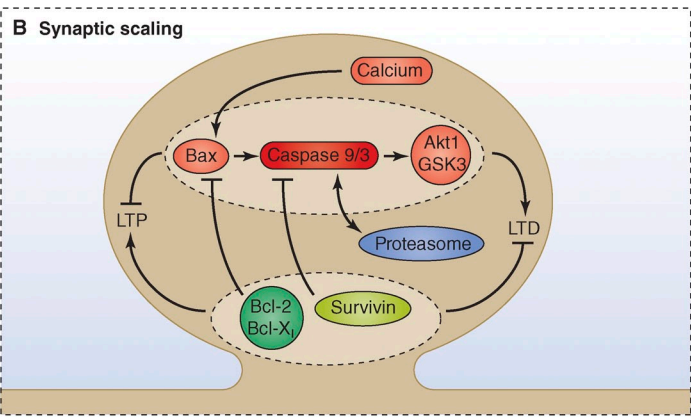 B Synaptic scaling
Calcium
Bax
Caspase 9/3
Akt1
GSK3
LTP
LTD
Proteasome
Bcl-2
Bcl-Xl
Survivin